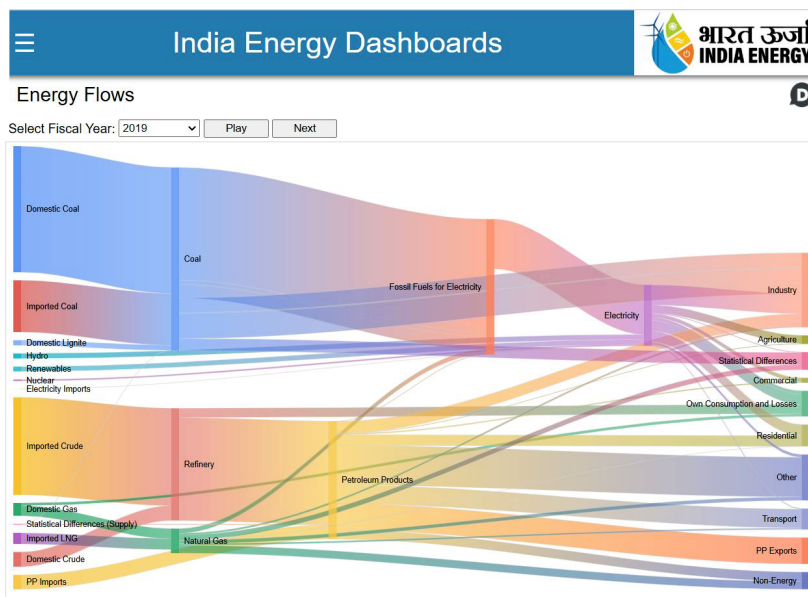 India Energy Dashboards
भारत ऊर्जा
INDIA ENERGY
Energy Flows
D
Select Fiscal Year: 2019 Play Next
Domestic Coal
Coal
Fossil Fuels for Electricity
Industry
Imported Coal
Electricity
Agriculture
Domestic Lignite
Hydro
Statistical Differences
Renewables
Nuclear
Commercial
Electricity Imports
Own Consumption and Losses
Imported Crude
Refinery
Residential
Petroleum Products
Other
Domestic Gas
Transport
Statistical Differences (Supply)
Imported LNG
Natural Gas
PP Exports
Domestic Crude
PP Imports
Non-Energy